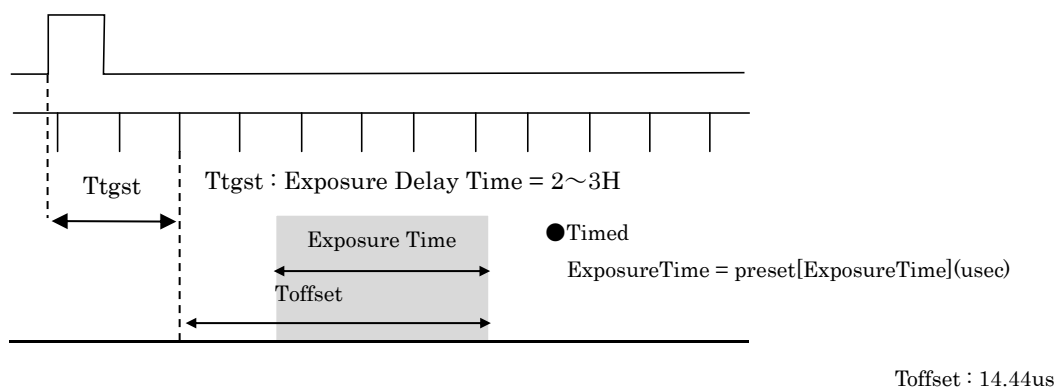 Ttgst
Ttgst : Exposure Delay Time = 2～3H
Exposure Time
●Timed
ExposureTime = preset[ExposureTime](usec)
Toffset
Toffset : 14.44us